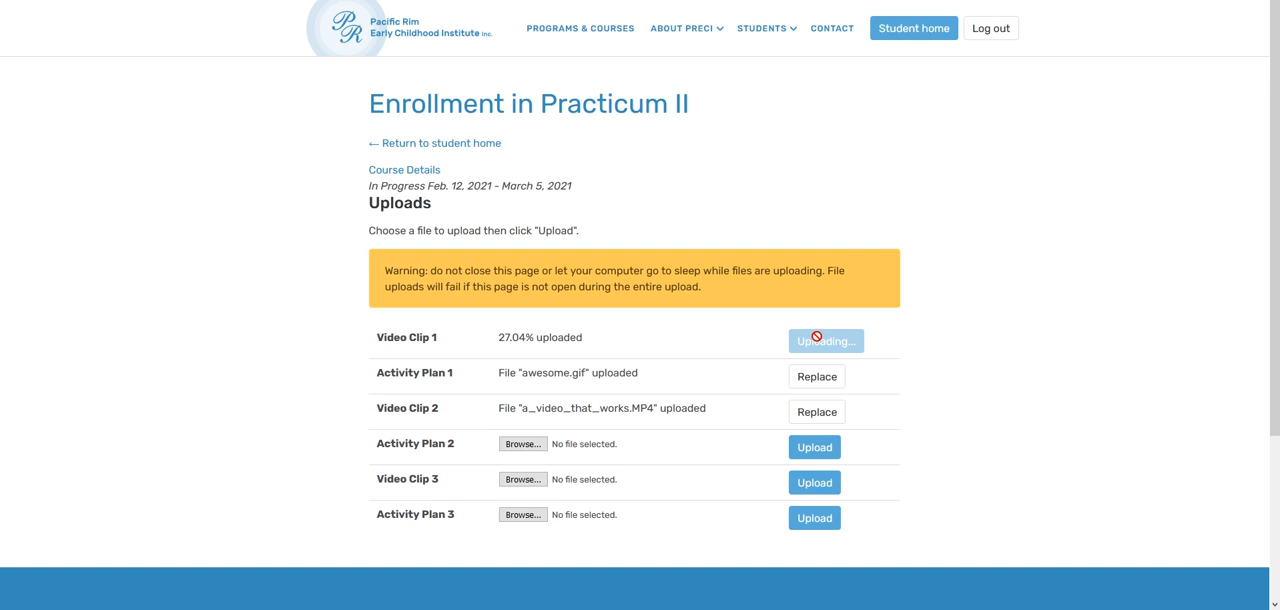 PR
Pacific Rim
Early Childhood Institute Inc.
PROGRAMS & COURSES ABOUT PRECI STUDENTS CONTACT Student home Log out
Enrollment in Practicum II
← Return to student home
Course Details
In Progress Feb. 12, 2021 - March 5, 2021
Uploads
Choose a file to upload then click "Upload".
Warning: do not close this page or let your computer go to sleep while files are uploading. File
uploads will fail if this page is not open during the entire upload.
Video Clip 1 27.04% uploaded Uploading...
Activity Plan 1 File "awesome.gif" uploaded Replace
Video Clip 2 File "a_video_that_works.MP4" uploaded Replace
Activity Plan 2 Browse... No file selected. Upload
Video Clip 3 Browse... No file selected. Upload
Activity Plan 3 Browse... No file selected. Upload